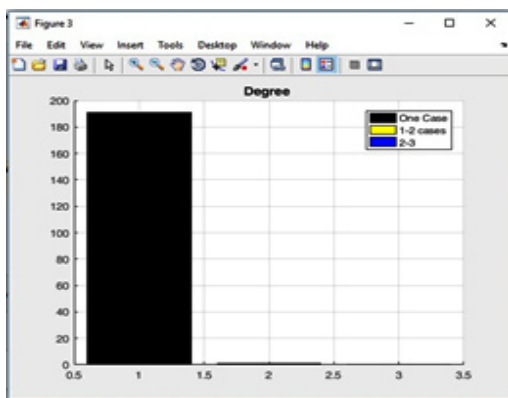 Figure 3
File Edit View Insert Tools Desktop Window Help
Degree
200
180
160
140
120
100
80
60
40
20
0
One Case
1-2 cases
2-3
0.5 1 1.5 2 2.5 3 3.5